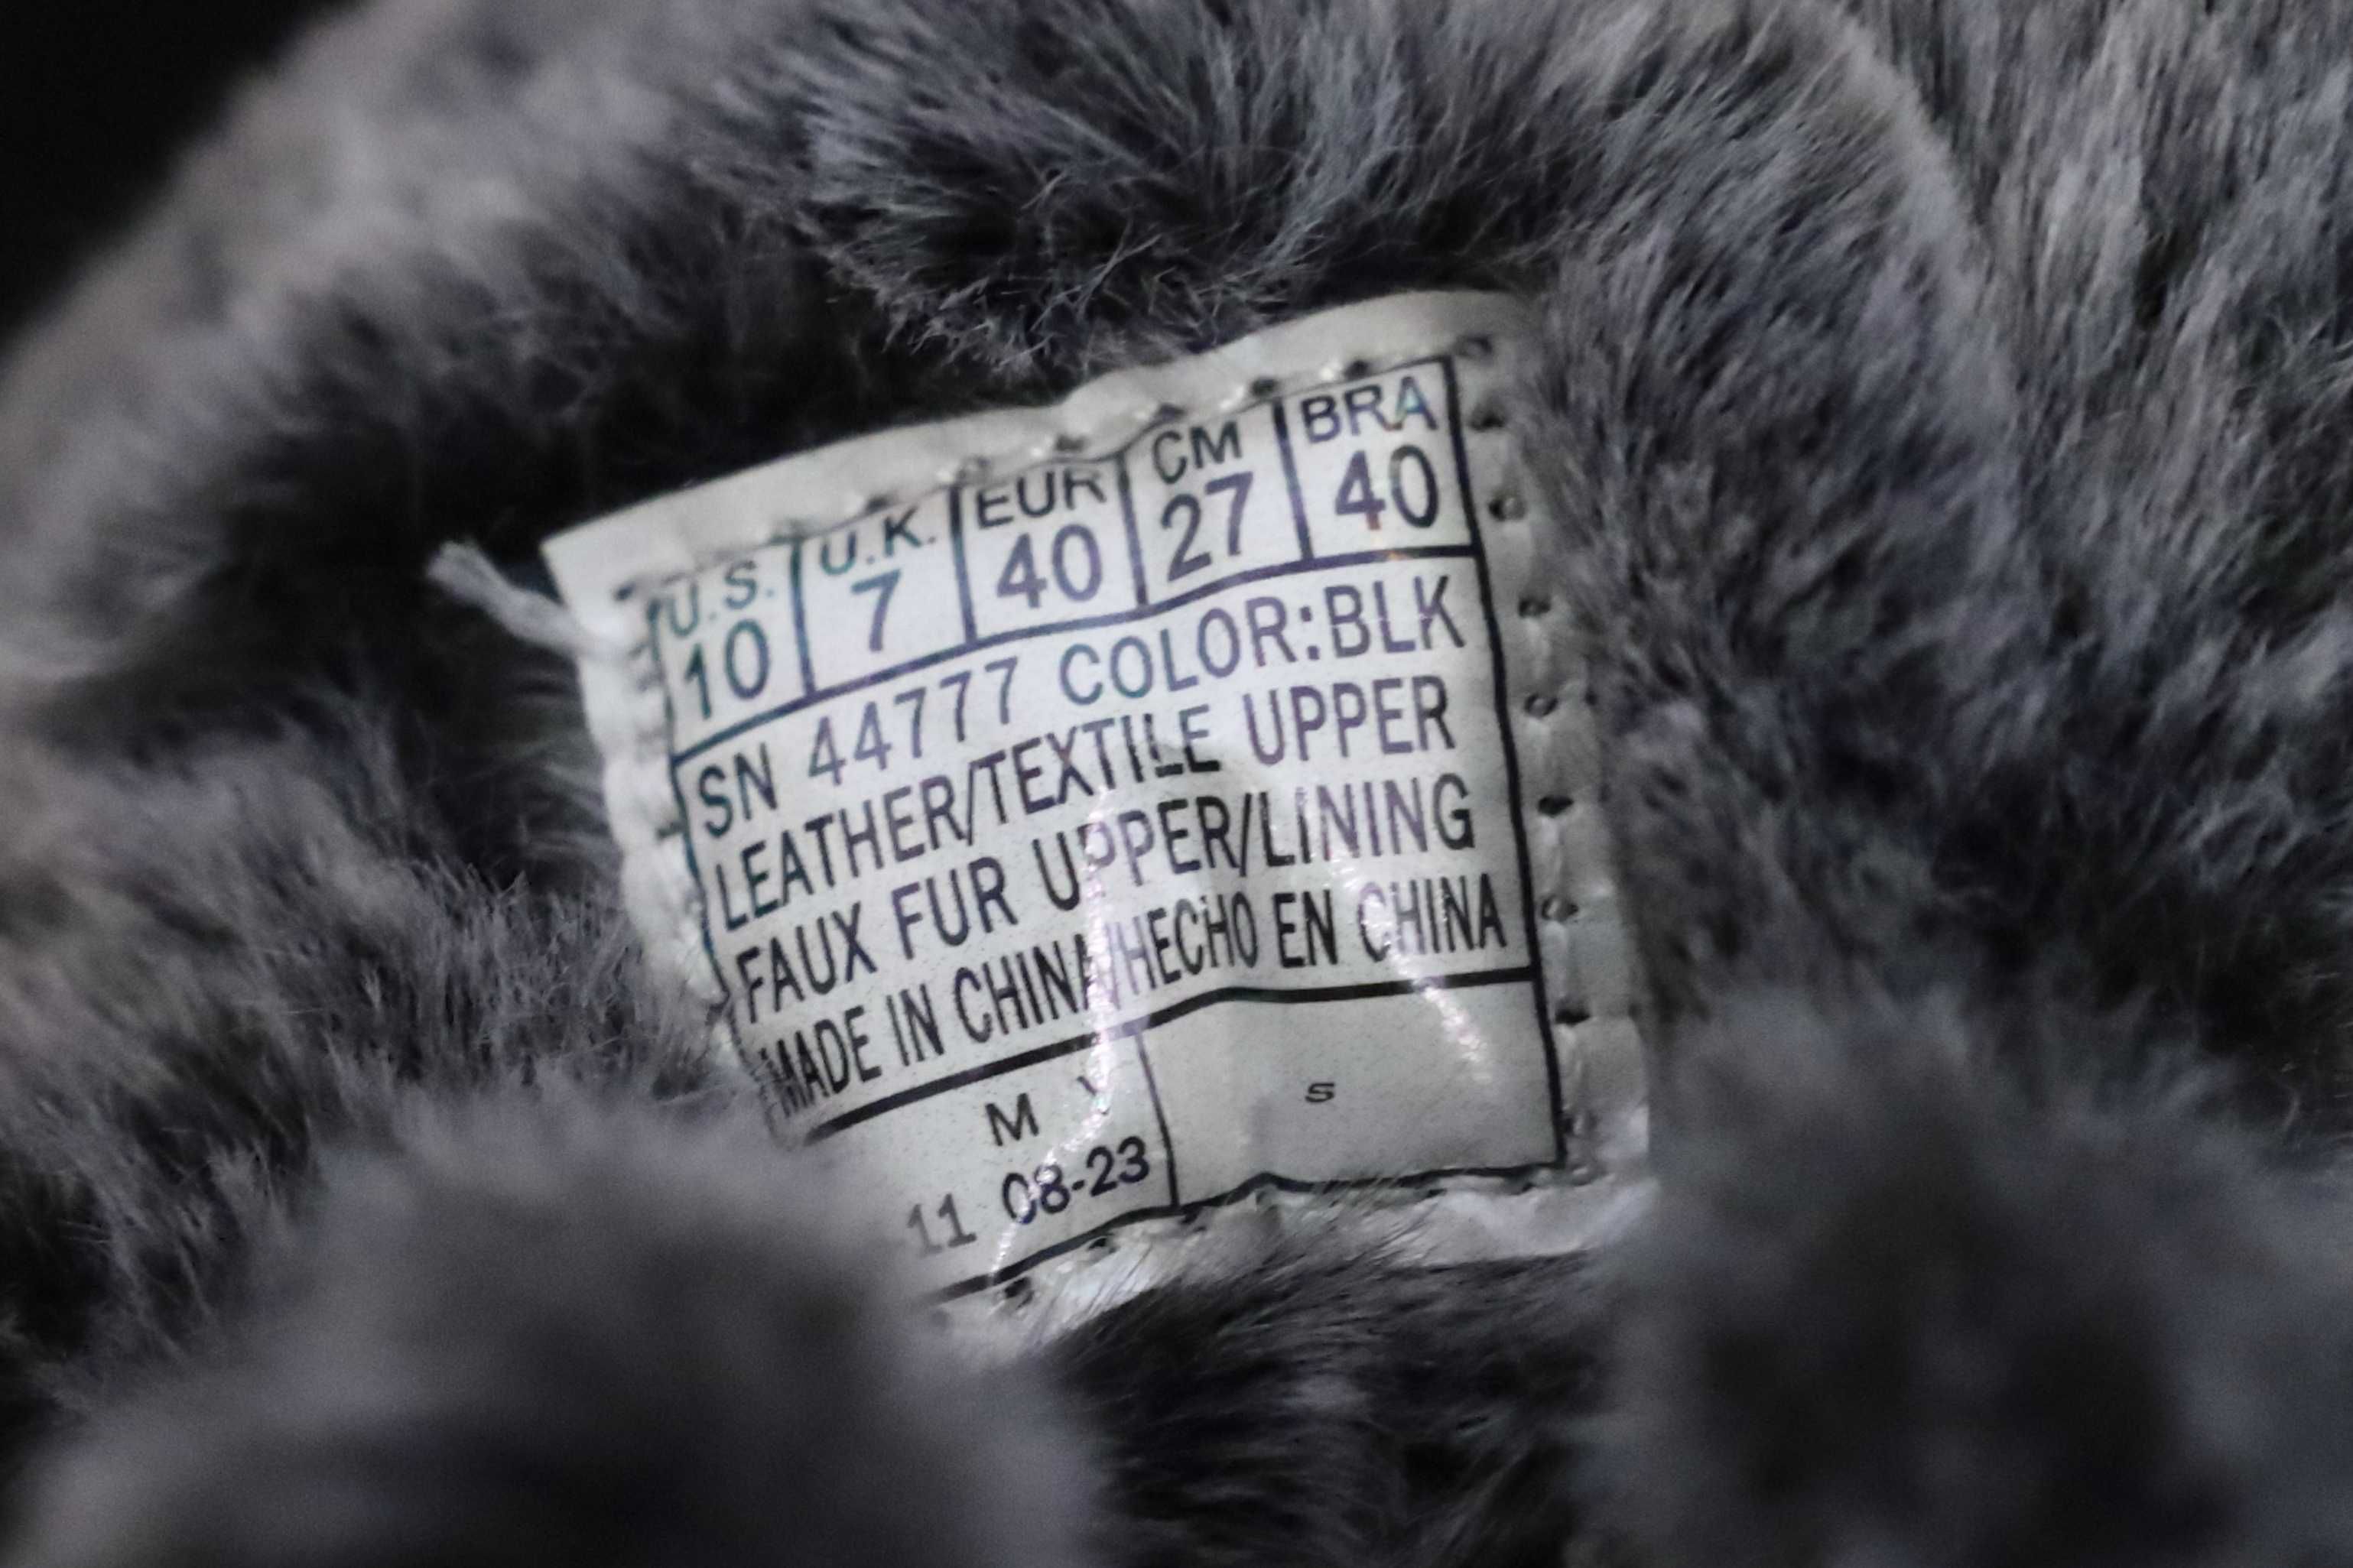 U.S. U.K. EUR CM BRA
10 7 40 27 40
SN 44777 COLOR:BLK
LEATHER/TEXTILE UPPER
FAUX FUR UPPER/LINING
MADE IN CHINA/HECHO EN CHINA
M S
11 08-23